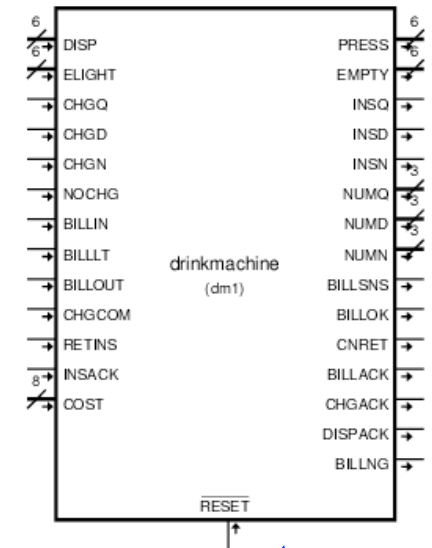 6
DISP
6
ELIGHT
CHGQ
CHGD
CHGN
NOCHG
BILLIN
BILLLT
BILLOUT
CHGCOM
RETINS
INSACK
8
COST
drinkmachine
(dm1)
6
PRESS
6
EMPTY
INSQ
INSD
INSN
3
NUMQ
3
NUMD
3
NUMN
BILLSNS
BILLOK
CNRET
BILLACK
CHGACK
DISPACK
BILLNG
RESET